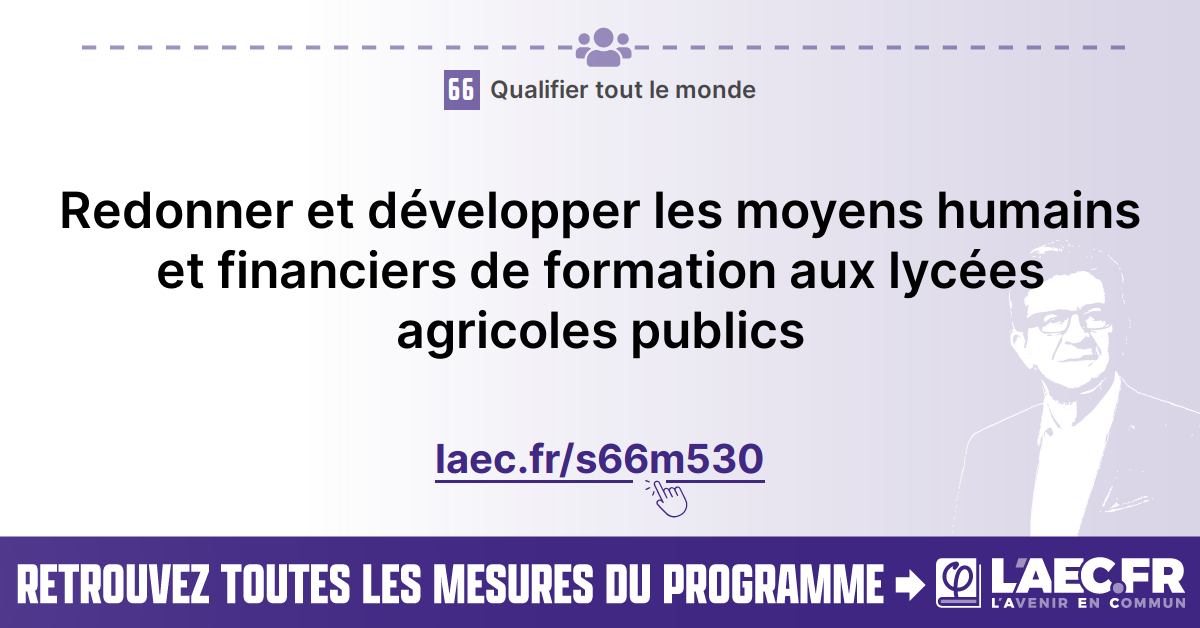 66 Qualifier tout le monde
Redonner et développer les moyens humains
et financiers de formation aux lycées
agricoles publics
laec.fr/s66m530
RETROUVEZ TOUTES LES MESURES DU PROGRAMME
L'AEC.FR
L'AVENIR EN COMMUN